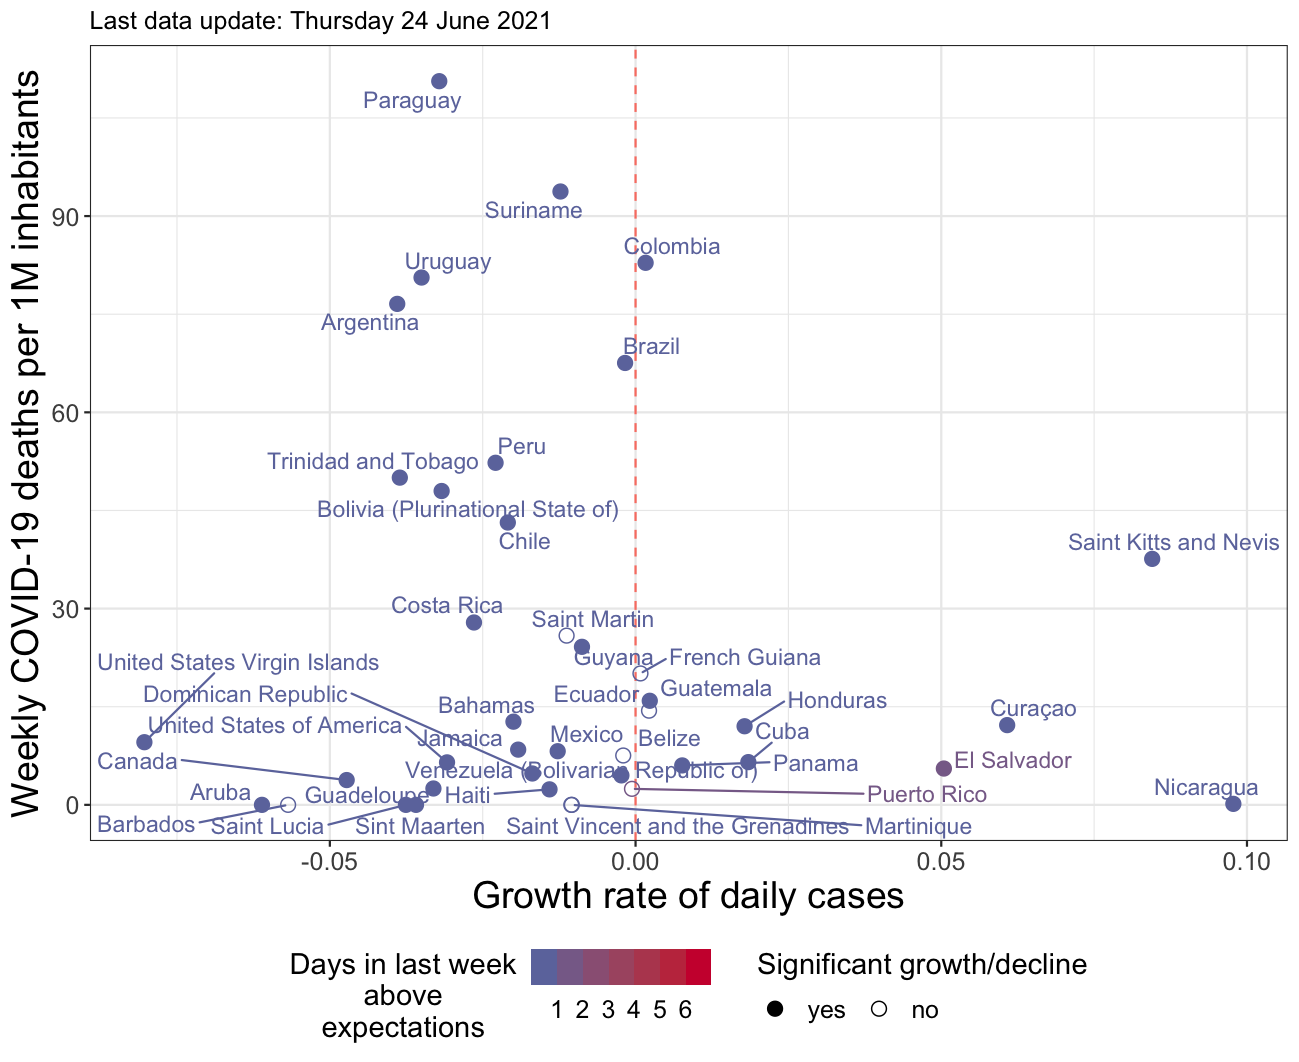 Last data update: Thursday 24 June 2021
Weekly COVID-19 deaths per 1M inhabitants
90
60
30
0
Paraguay
Suriname
Colombia
Uruguay
Argentina
Brazil
Peru
Trinidad and Tobago
Bolivia (Plurinational State of)
Chile
Saint Kitts and Nevis
Costa Rica
Saint Martin
Guyana
French Guiana
United States Virgin Islands
Dominican Republic
Ecuador
Guatemala
Honduras
Bahamas
Curaçao
United States of America
Jamaica
Mexico
Belize
Cuba
Canada
Venezuela (Bolivarian Republic of)
Panama
El Salvador
Aruba
Guadeloupe
Haiti
Puerto Rico
Nicaragua
Barbados
Saint Lucia
Sint Maarten
Saint Vincent and the Grenadines
Martinique
-0.05
0.00
0.05
0.10
Growth rate of daily cases
Days in last week
above
expectations
1 2 3 4 5 6
Significant growth/decline
yes
no